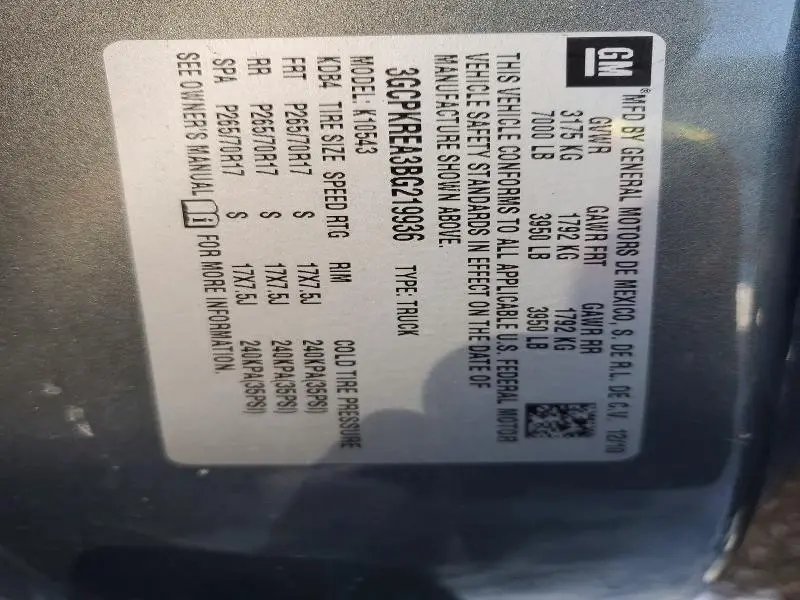 GM
®MFD BY GENERAL MOTORS DE MEXICO, S. DE R.L. DE C.V. 12/10
GVWR GAWR FRT GAWR RR
3175 KG 1792 KG 1792 KG
7000 LB 3950 LB 3950 LB
THIS VEHICLE CONFORMS TO ALL APPLICABLE U.S. FEDERAL MOTOR
VEHICLE SAFETY STANDARDS IN EFFECT ON THE DATE OF
MANUFACTURE SHOWN ABOVE.
3GCPKREA3BG219936 TYPE: TRUCK
MODEL: K10543
KDB4 TIRE SIZE SPEED RTG RIM COLD TIRE PRESSURE
FRT P265/70R17 S 17X7.5J 240KPA(35PSI)
RR P265/70R17 S 17X7.5J 240KPA(35PSI)
SPA P265/70R17 S 17X7.5J 240KPA(35PSI)
SEE OWNER'S MANUAL i FOR MORE INFORMATION.